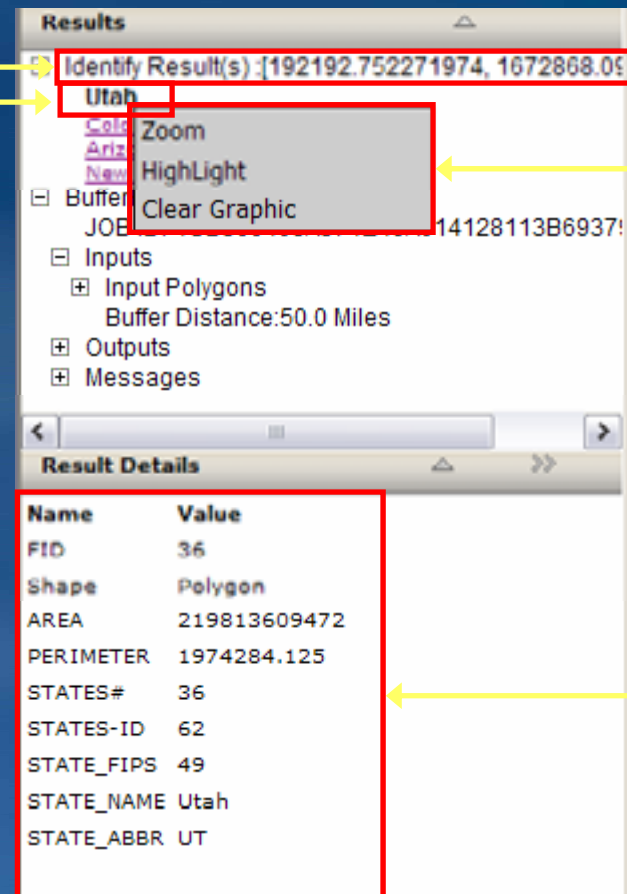 Results
Identify Result(s) :[192192.752271974, 1672868.09
Utah
Zoom
HighLight
Clear Graphic
Buffer
Inputs
Input Polygons
Buffer Distance:50.0 Miles
Outputs
Messages
Result Details
Name Value
FID 36
Shape Polygon
AREA 219813609472
PERIMETER 1974284.125
STATES# 36
STATES-ID 62
STATE_FIPS 49
STATE_NAME Utah
STATE_ABBR UT